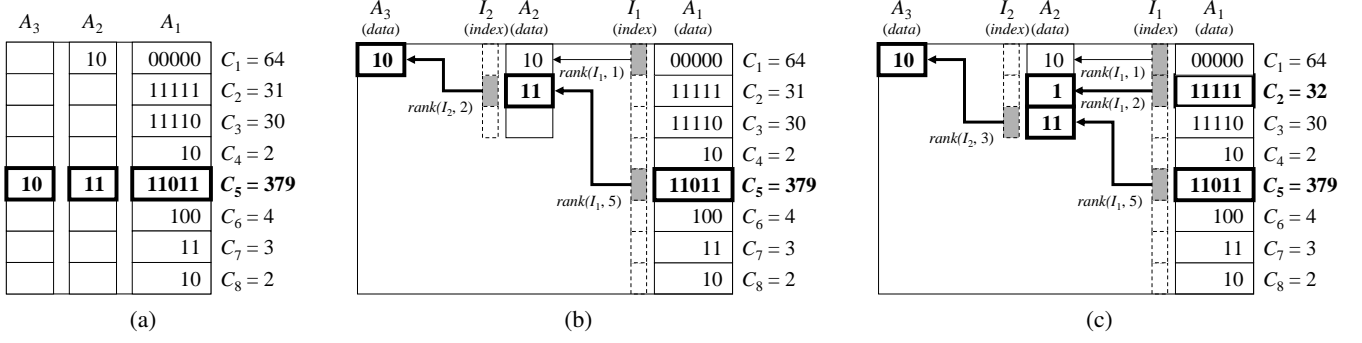 A3 A2 A1
10 00000 C1 = 64
11111 C2 = 31
11110 C3 = 30
10 C4 = 2
10 11 11011 C5 = 379
100 C6 = 4
11 C7 = 3
10 C8 = 2
(a)
A3 I2 A2 I1 A1
(data) (index) (data) (index) (data)
10 10 rank(I1, 1) 00000 C1 = 64
rank(I2, 2) 11 11111 C2 = 31
11110 C3 = 30
10 C4 = 2
rank(I1, 5) 11011 C5 = 379
100 C6 = 4
11 C7 = 3
10 C8 = 2
(b)
A3 I2 A2 I1 A1
(data) (index) (data) (index) (data)
10 10 rank(I1, 1) 00000 C1 = 64
1 rank(I1, 2) 11111 C2 = 32
rank(I2, 3) 11 11110 C3 = 30
10 C4 = 2
rank(I1, 5) 11011 C5 = 379
100 C6 = 4
11 C7 = 3
10 C8 = 2
(c)